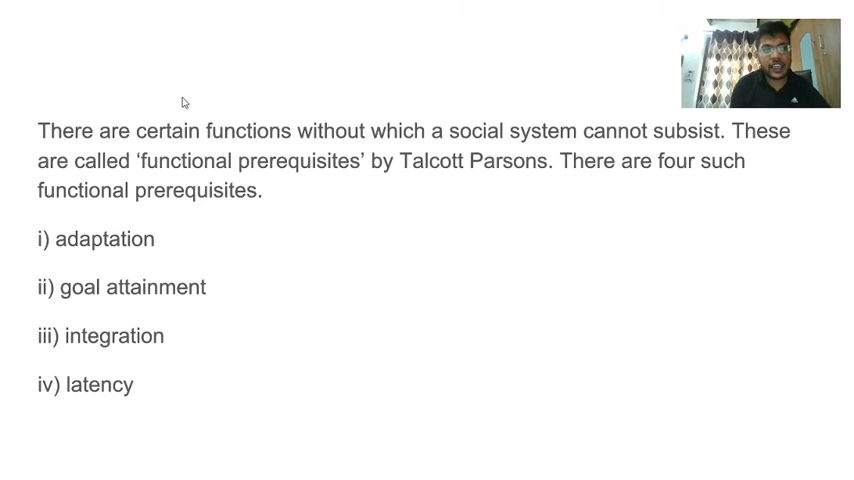 There are certain functions without which a social system cannot subsist. These
are called ‘functional prerequisites’ by Talcott Parsons. There are four such
functional prerequisites.
i) adaptation
ii) goal attainment
iii) integration
iv) latency